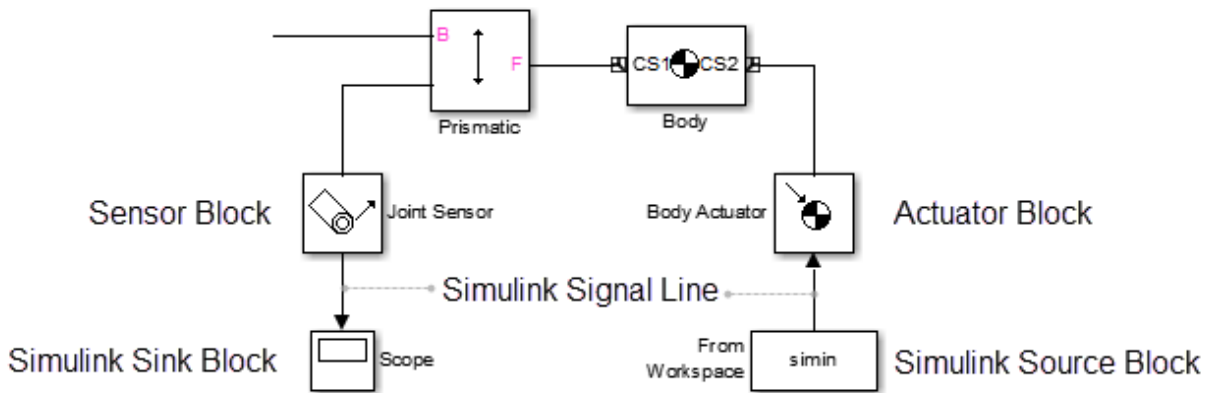 B
F
CS1 CS2
Prismatic
Body
Sensor Block
Joint Sensor
Body Actuator
Actuator Block
Simulink Signal Line
Simulink Sink Block
Scope
From
Workspace
simin
Simulink Source Block